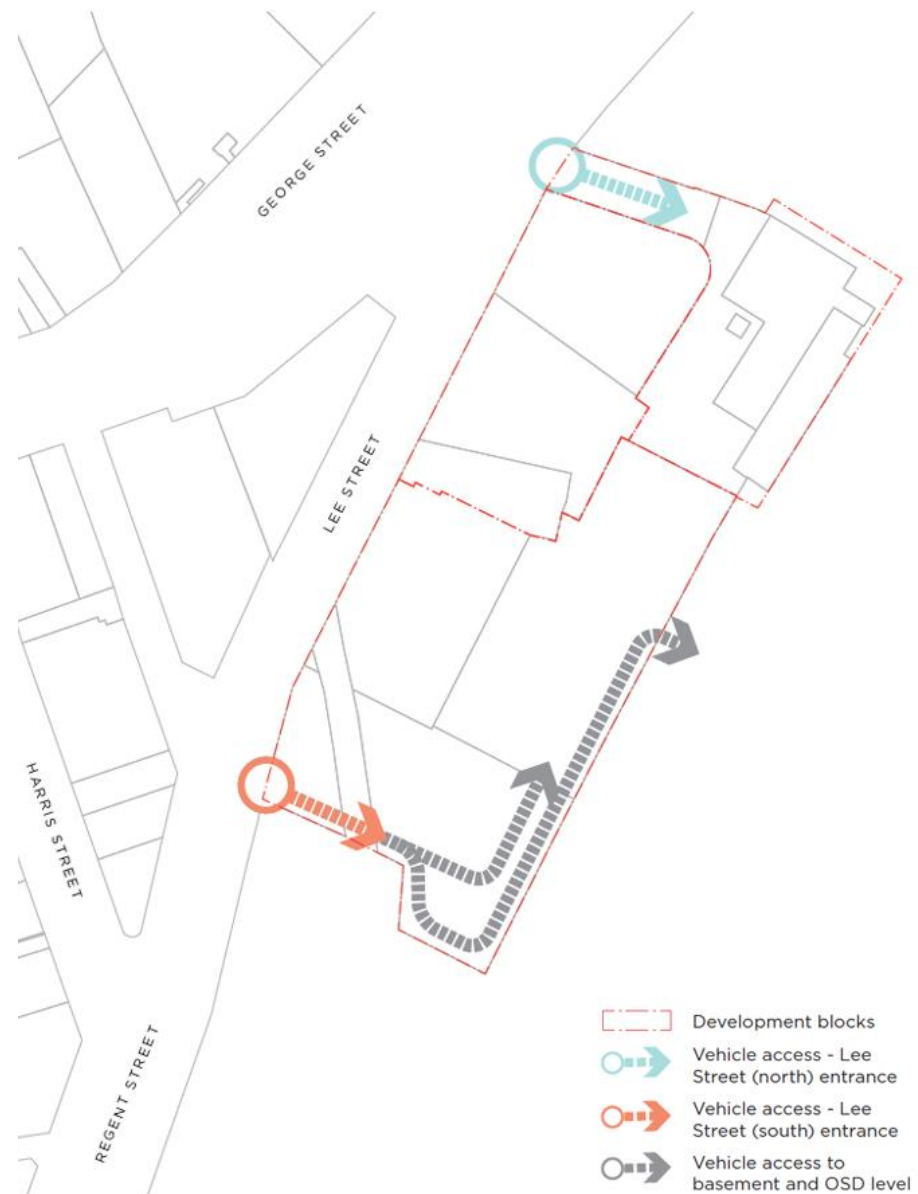 GEORGE STREET
LEE STREET
HARRIS STREET
REGENT STREET
Development blocks
Vehicle access - Lee
Street (north) entrance
Vehicle access - Lee
Street (south) entrance
Vehicle access to
basement and OSD level